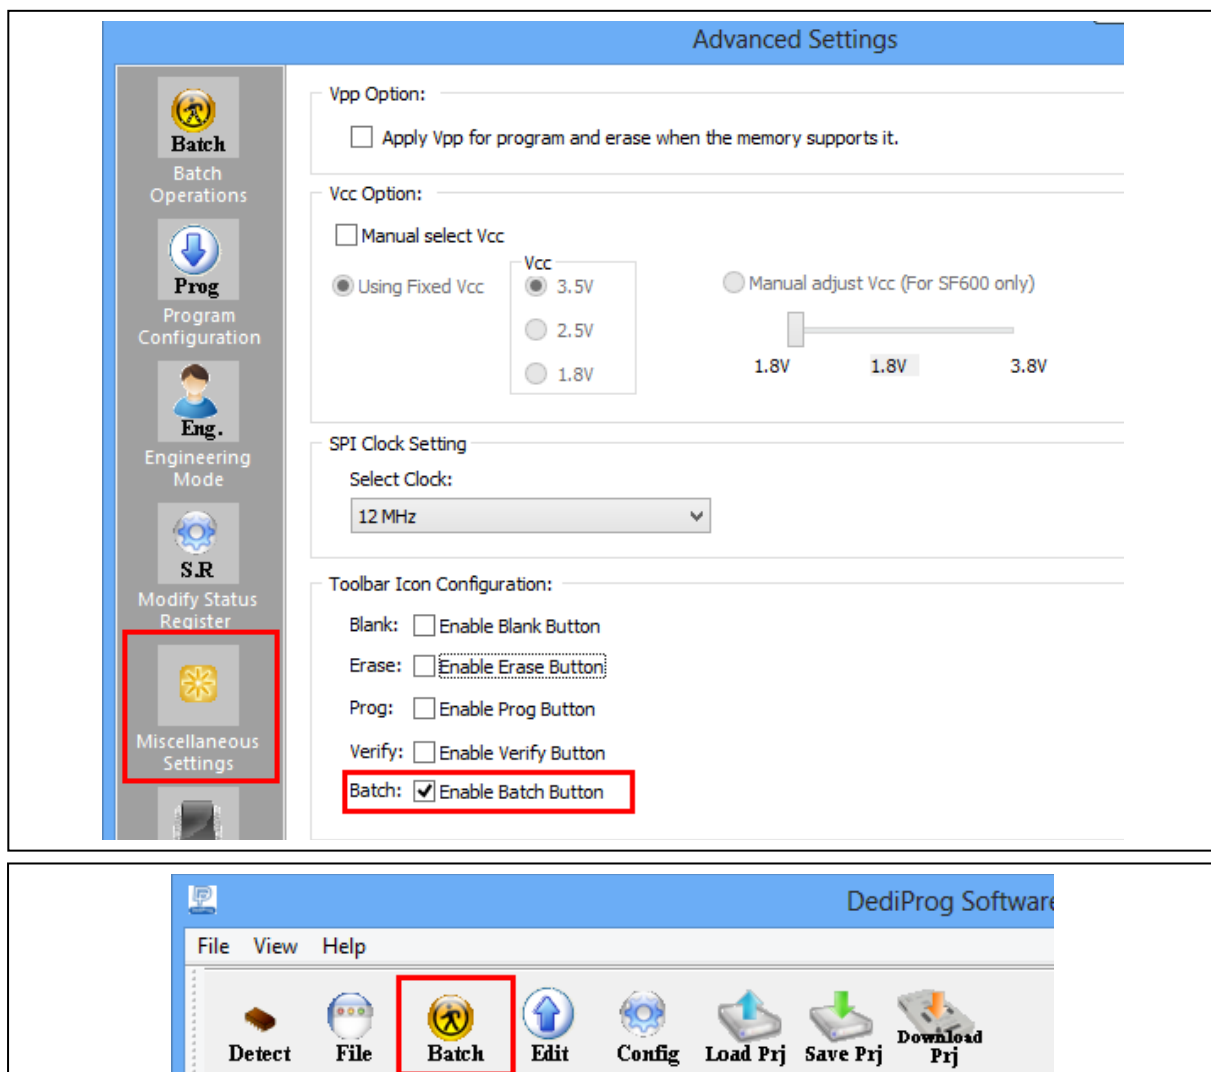 Advanced Settings
Batch
Batch
Operations
Prog
Program
Configuration
Eng.
Engineering
Mode
S.R
Modify Status
Register
Miscellaneous
Settings
Vpp Option:
Apply Vpp for program and erase when the memory supports it.
Vcc Option:
Manual select Vcc
Using Fixed Vcc
Vcc
3.5V
2.5V
1.8V
Manual adjust Vcc (For SF600 only)
1.8V 1.8V 3.8V
SPI Clock Setting
Select Clock:
12 MHz
Toolbar Icon Configuration:
Blank: Enable Blank Button
Erase: Enable Erase Button
Prog: Enable Prog Button
Verify: Enable Verify Button
Batch: Enable Batch Button
DediProg Software
File View Help
Detect File Batch Edit Config Load Prj Save Prj Download Prj